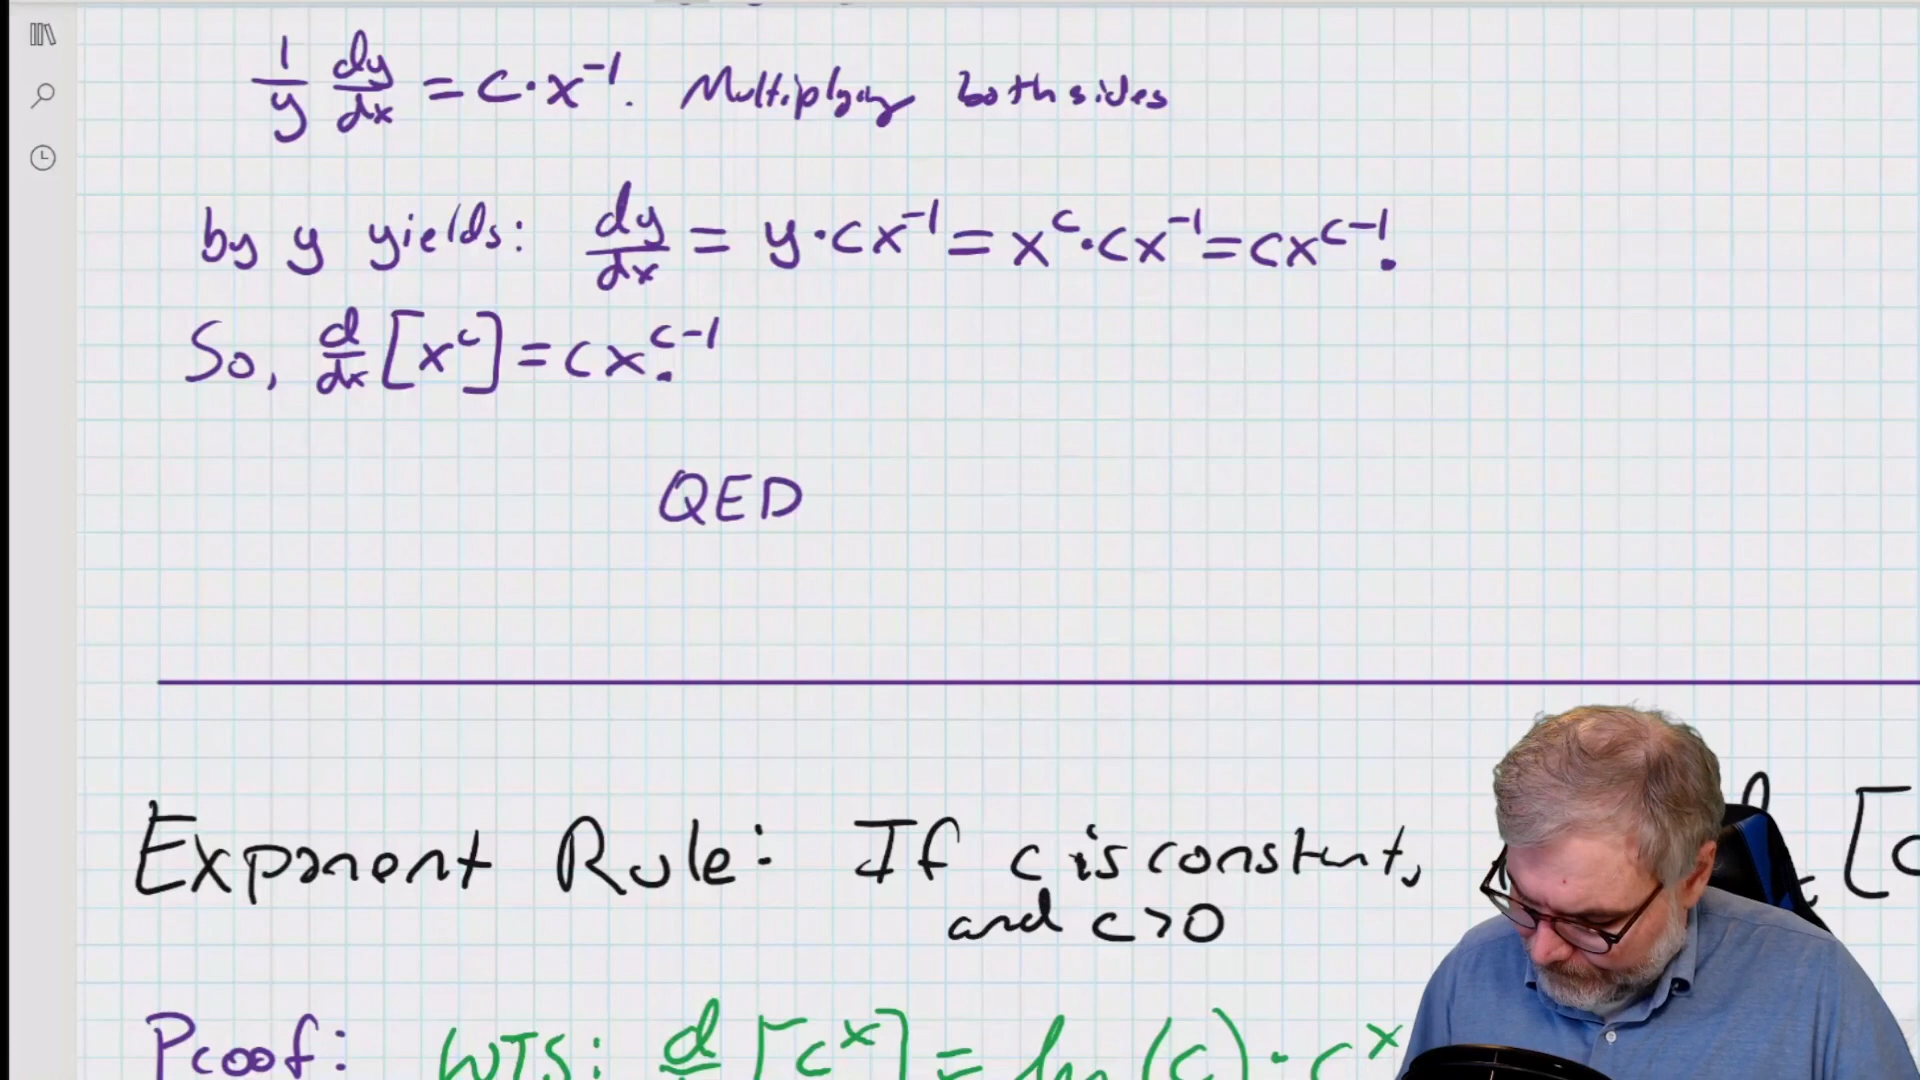 1/y dy/dx = c · x⁻¹. Multiplying both sides
by y yields: dy/dx = y · cx⁻¹ = x^c · cx⁻¹ = cx^(c-1).
So, d/dx [x^c] = cx^(c-1).
QED
Exponent Rule: If c is constant, [c
and c > 0
Proof: WTS: d [c^x] = ln(c) · c^x